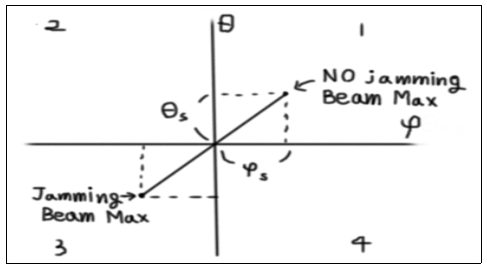 2
θ
1
NO jamming
Beam Max
θs
φ
φs
Jamming
Beam Max
3
4